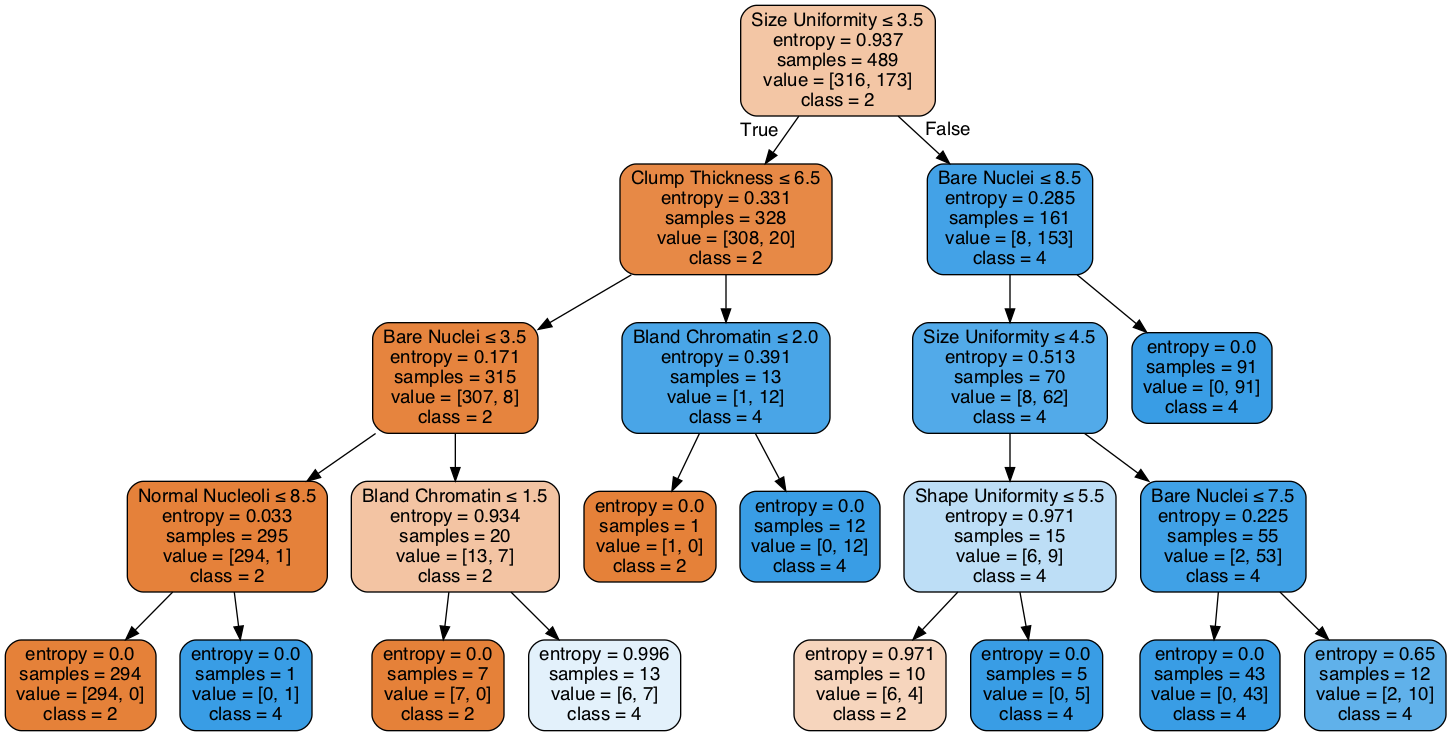 Size Uniformity ≤ 3.5
entropy = 0.937
samples = 489
value = [316, 173]
class = 2
True
False
Clump Thickness ≤ 6.5
entropy = 0.331
samples = 328
value = [308, 20]
class = 2
Bare Nuclei ≤ 8.5
entropy = 0.285
samples = 161
value = [8, 153]
class = 4
Bare Nuclei ≤ 3.5
entropy = 0.171
samples = 315
value = [307, 8]
class = 2
Bland Chromatin ≤ 2.0
entropy = 0.391
samples = 13
value = [1, 12]
class = 4
Size Uniformity ≤ 4.5
entropy = 0.513
samples = 70
value = [8, 62]
class = 4
entropy = 0.0
samples = 91
value = [0, 91]
class = 4
Normal Nucleoli ≤ 8.5
entropy = 0.033
samples = 295
value = [294, 1]
class = 2
Bland Chromatin ≤ 1.5
entropy = 0.934
samples = 20
value = [13, 7]
class = 2
entropy = 0.0
samples = 1
value = [1, 0]
class = 2
entropy = 0.0
samples = 12
value = [0, 12]
class = 4
Shape Uniformity ≤ 5.5
entropy = 0.971
samples = 15
value = [6, 9]
class = 4
Bare Nuclei ≤ 7.5
entropy = 0.225
samples = 55
value = [2, 53]
class = 4
entropy = 0.0
samples = 294
value = [294, 0]
class = 2
entropy = 0.0
samples = 1
value = [0, 1]
class = 4
entropy = 0.0
samples = 7
value = [7, 0]
class = 2
entropy = 0.996
samples = 13
value = [6, 7]
class = 4
entropy = 0.971
samples = 10
value = [6, 4]
class = 2
entropy = 0.0
samples = 5
value = [0, 5]
class = 4
entropy = 0.0
samples = 43
value = [0, 43]
class = 4
entropy = 0.65
samples = 12
value = [2, 10]
class = 4